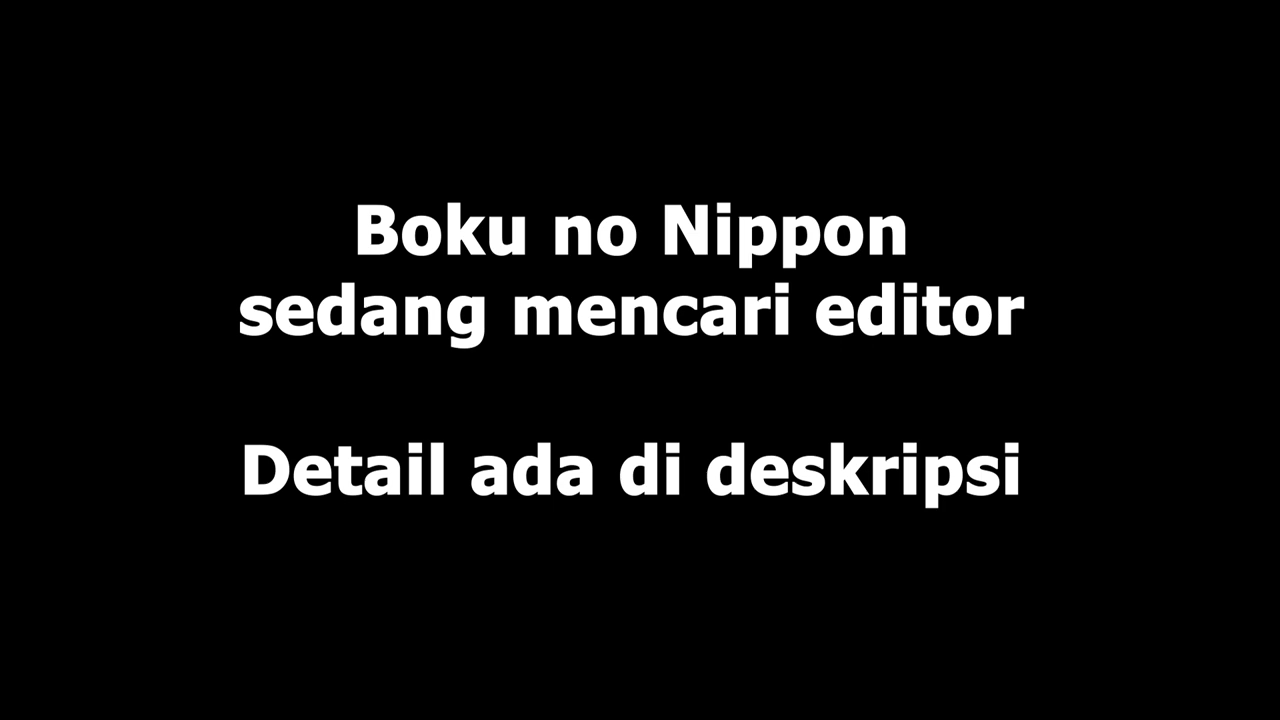 Boku no Nippon
sedang mencari editor
Detail ada di deskripsi